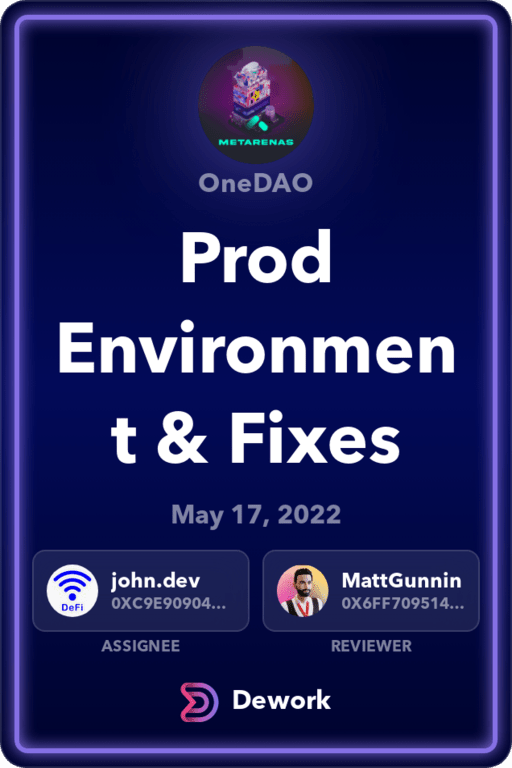 METARENAS
OneDAO
Prod
Environmen
t & Fixes
May 17, 2022
john.dev
0XC9E90904...
DeFi
ASSIGNEE
MattGunnin
0X6FF709514...
REVIEWER
Dework